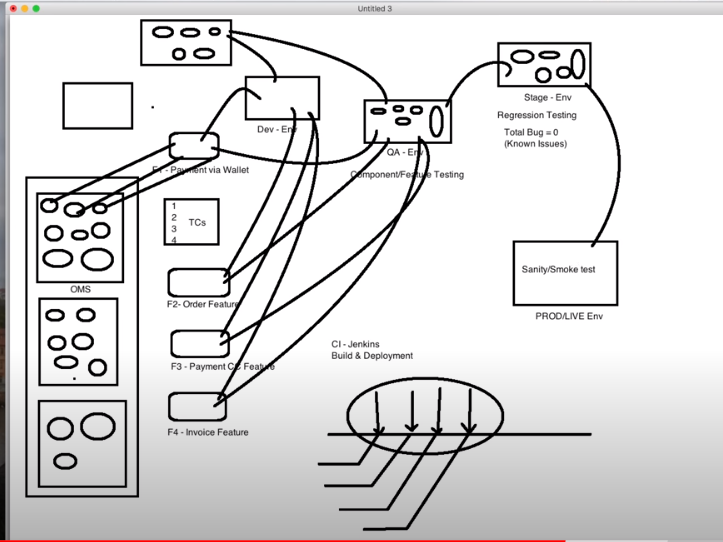 Untitled 3
Stage - Env
Regression Testing
Total Bug = 0
(Known Issues)
Dev - Env
QA - Env
Component/Feature Testing
F1 - Payment via Wallet
1
2
3
4
TCs
OMS
Sanity/Smoke test
PROD/LIVE Env
F2- Order Feature
CI - Jenkins
Build & Deployment
F3 - Payment CC Feature
F4 - Invoice Feature